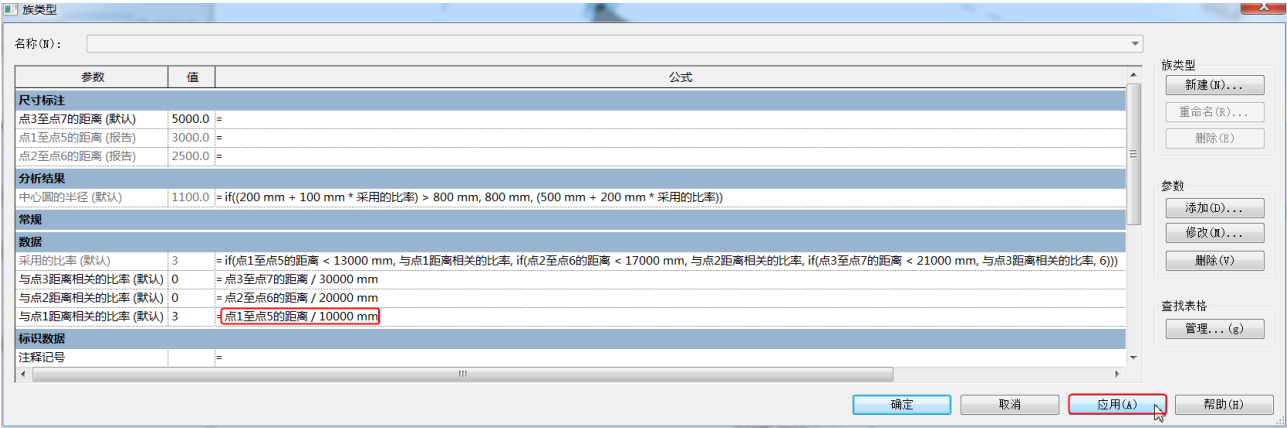 族类型
名称(N):
参数 值 公式
尺寸标注
点3至点7的距离 (默认) 5000.0 =
点1至点5的距离 (报告) 3000.0 =
点2至点6的距离 (报告) 2500.0 =
分析结果
中心圆的半径 (默认) 1100.0 = if((200 mm + 100 mm * 采用的比率) > 800 mm, 800 mm, (500 mm + 200 mm * 采用的比率))
常规
数据
采用的比率 (默认) 3 = if(点1至点5的距离 < 13000 mm, 与点1距离相关的比率, if(点2至点6的距离 < 17000 mm, 与点2距离相关的比率, if(点3至点7的距离 < 21000 mm, 与点3距离相关的比率, 6)))
与点3距离相关的比率 (默认) 0 = 点3至点7的距离 / 30000 mm
与点2距离相关的比率 (默认) 0 = 点2至点6的距离 / 20000 mm
与点1距离相关的比率 (默认) 3 = 点1至点5的距离 / 10000 mm
标识数据
注释记号 =
族类型
新建(N)...
重命名(R)...
删除(E)
参数
添加(D)...
修改(M)...
删除(V)
查找表格
管理...(g)
确定 取消 应用(A) 帮助(H)